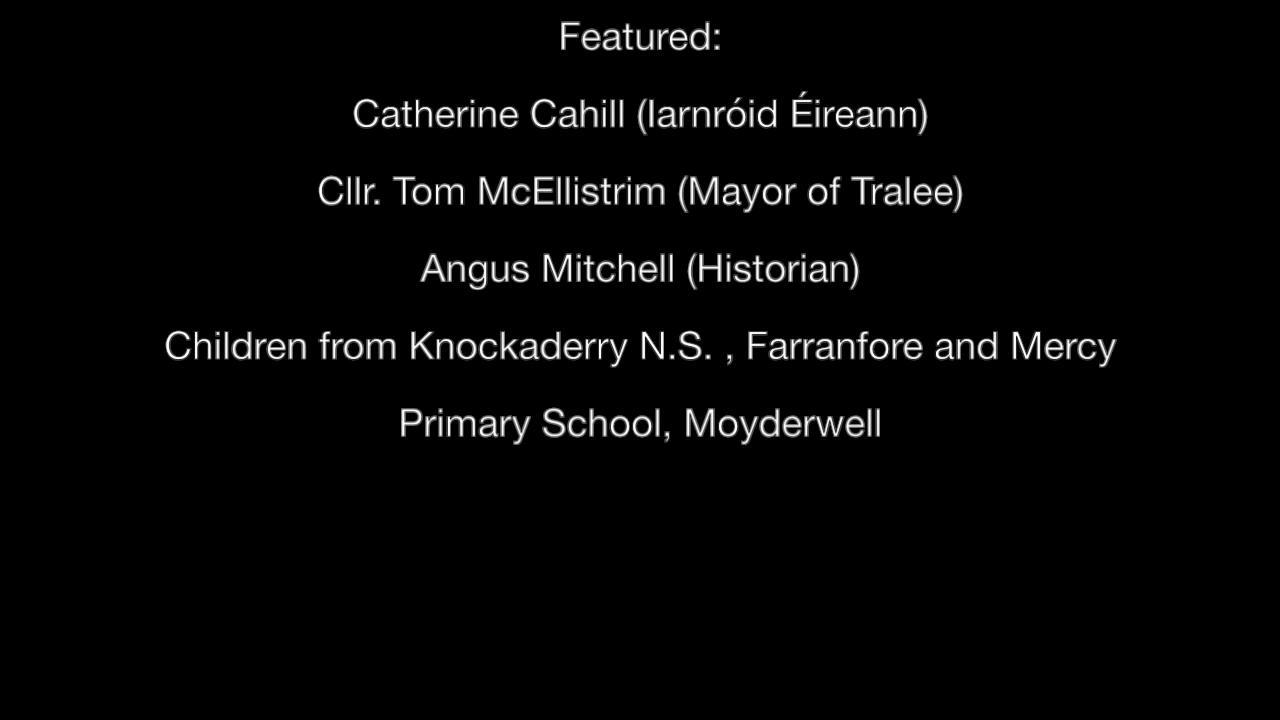 Featured:
Catherine Cahill (Iarnróid Éireann)
Cllr. Tom McEllistrim (Mayor of Tralee)
Angus Mitchell (Historian)
Children from Knockaderry N.S. , Farranfore and Mercy
Primary School, Moyderwell